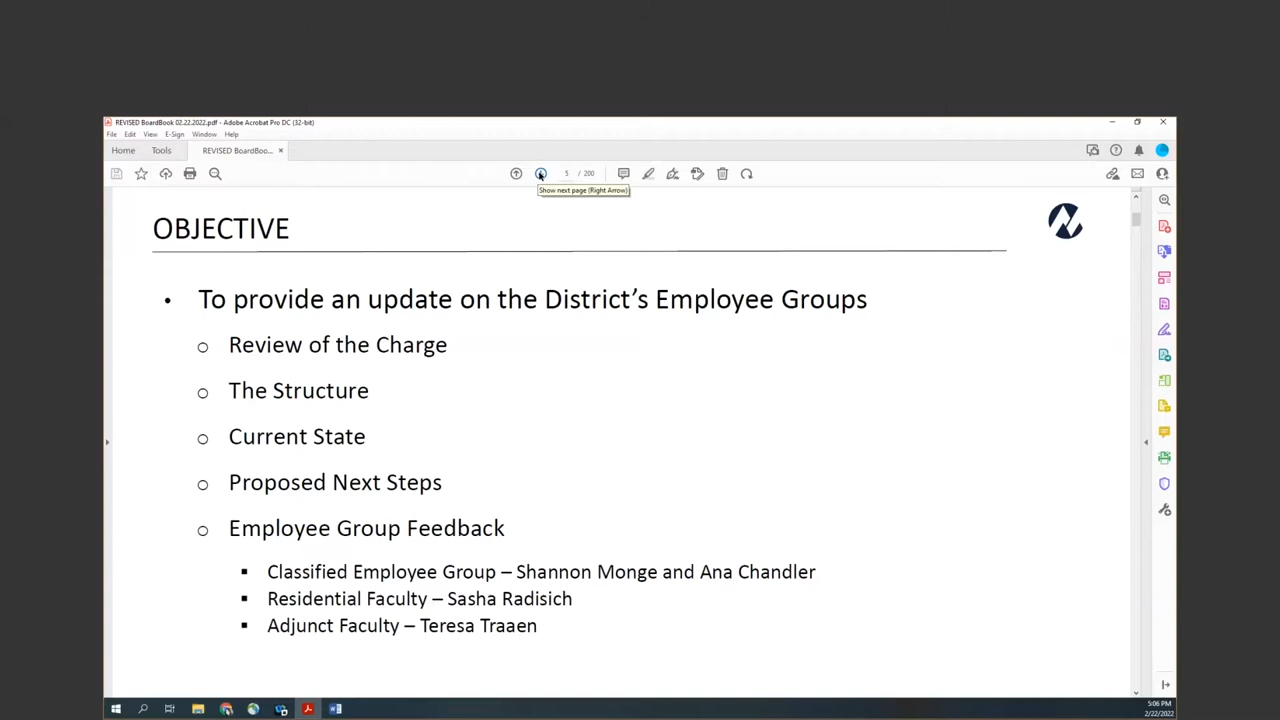 REVISED BoardBook 02.22.2022.pdf - Adobe Acrobat Pro DC (32-bit)
File Edit View E-Sign Window Help
Home Tools REVISED BoardBoo... ×
5 / 200
Show next page (Right Arrow)
OBJECTIVE
• To provide an update on the District's Employee Groups
o Review of the Charge
o The Structure
o Current State
o Proposed Next Steps
o Employee Group Feedback
▪ Classified Employee Group – Shannon Monge and Ana Chandler
▪ Residential Faculty – Sasha Radisich
▪ Adjunct Faculty – Teresa Traaen
5:06 PM
2/22/2022